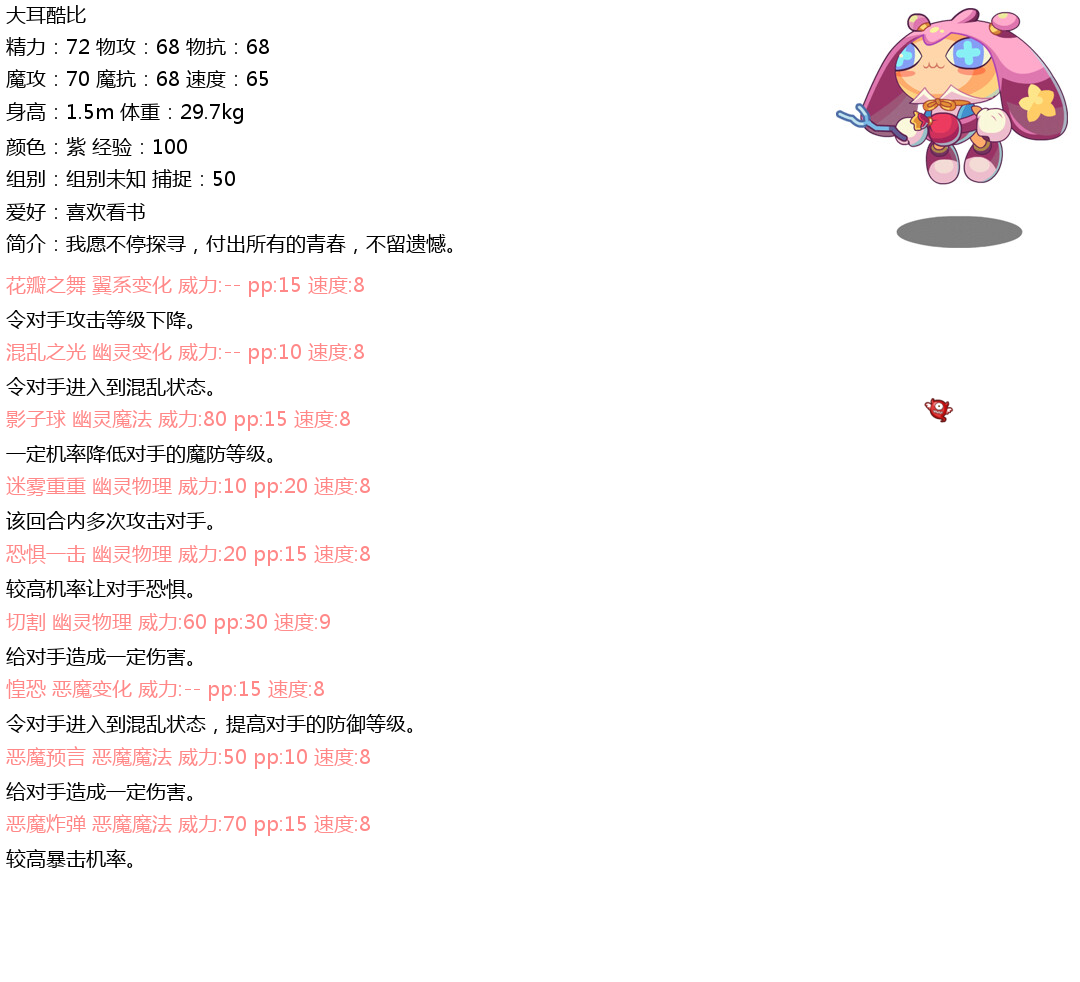 大耳酷比
精力：72 物攻：68 物抗：68
魔攻：70 魔抗：68 速度：65
身高：1.5m 体重：29.7kg
颜色：紫 经验：100
组别：组别未知 捕捉：50
爱好：喜欢看书
简介：我愿不停探寻，付出所有的青春，不留遗憾。
花瓣之舞 翼系变化 威力:-- pp:15 速度:8
令对手攻击等级下降。
混乱之光 幽灵变化 威力:-- pp:10 速度:8
令对手进入到混乱状态。
影子球 幽灵魔法 威力:80 pp:15 速度:8
一定机率降低对手的魔防等级。
迷雾重重 幽灵物理 威力:10 pp:20 速度:8
该回合内多次攻击对手。
恐惧一击 幽灵物理 威力:20 pp:15 速度:8
较高机率让对手恐惧。
切割 幽灵物理 威力:60 pp:30 速度:9
给对手造成一定伤害。
惶恐 恶魔变化 威力:-- pp:15 速度:8
令对手进入到混乱状态，提高对手的防御等级。
恶魔预言 恶魔魔法 威力:50 pp:10 速度:8
给对手造成一定伤害。
恶魔炸弹 恶魔魔法 威力:70 pp:15 速度:8
较高暴击机率。